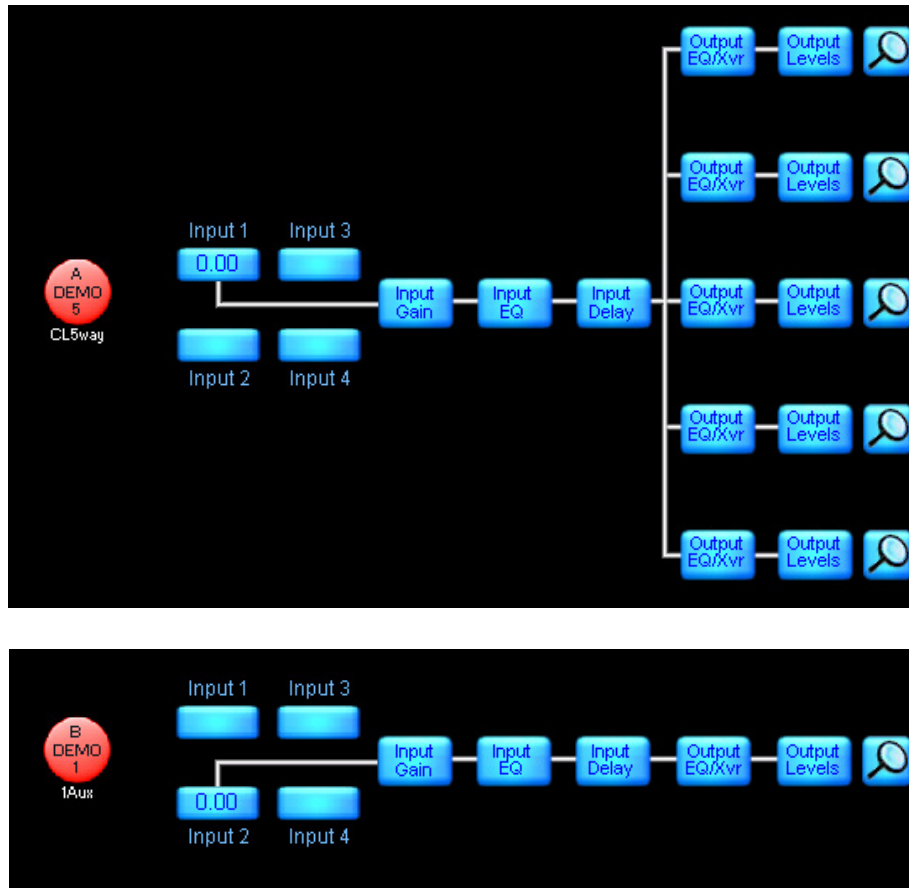 Output
EQ/Xvr
Output
Levels
Output
EQ/Xvr
Output
Levels
Input 1
Input 3
0.00
A
DEMO
5
CL5way
Input
Gain
Input
EQ
Input
Delay
Output
EQ/Xvr
Output
Levels
Input 2
Input 4
Output
EQ/Xvr
Output
Levels
Output
EQ/Xvr
Output
Levels
Input 1
Input 3
B
DEMO
1
1Aux
Input
Gain
Input
EQ
Input
Delay
Output
EQ/Xvr
Output
Levels
0.00
Input 2
Input 4